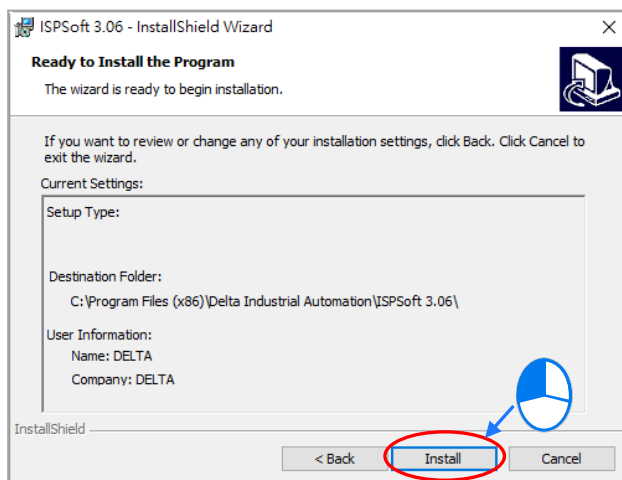 ISPSoft 3.06 - InstallShield Wizard
Ready to Install the Program
The wizard is ready to begin installation.
If you want to review or change any of your installation settings, click Back. Click Cancel to
exit the wizard.
Current Settings:
Setup Type:
Destination Folder:
C:\Program Files (x86)\Delta Industrial Automation\ISPSoft 3.06\
User Information:
Name: DELTA
Company: DELTA
InstallShield
< Back
Install
Cancel